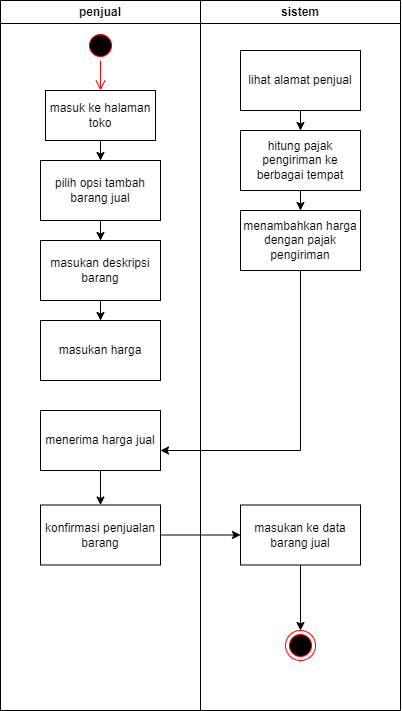 penjual
sistem
masuk ke halaman
toko
pilih opsi tambah
barang jual
masukan deskripsi
barang
masukan harga
menerima harga jual
konfirmasi penjualan
barang
lihat alamat penjual
hitung pajak
pengiriman ke
berbagai tempat
menambahkan harga
dengan pajak
pengiriman
masukan ke data
barang jual